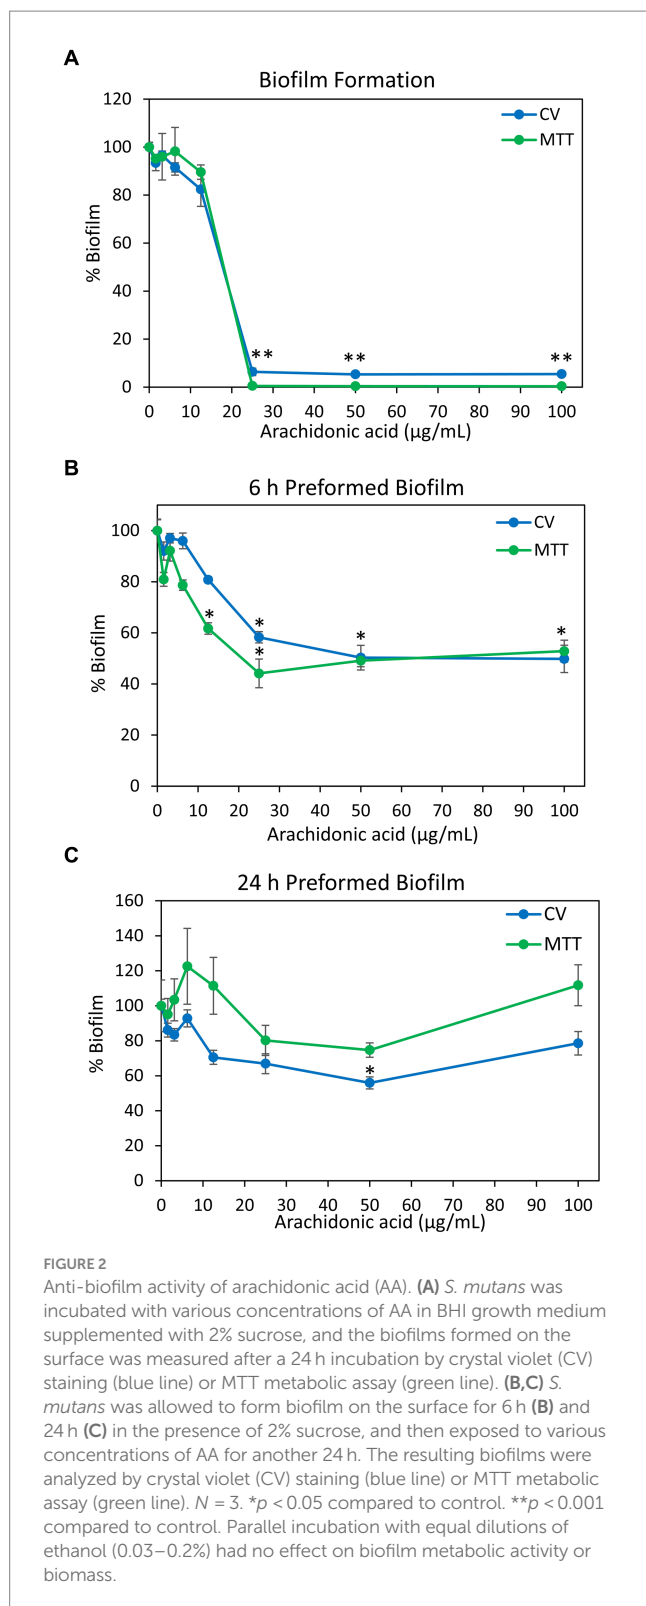 A
Biofilm Formation
120
100
80
60
40
20
0
% Biofilm
CV
MTT
**
**
**
0 10 20 30 40 50 60 70 80 90 100
Arachidonic acid (µg/mL)
B
6 h Preformed Biofilm
100
80
60
40
20
0
% Biofilm
CV
MTT
*
*
*
*
*
0 10 20 30 40 50 60 70 80 90 100
Arachidonic acid (µg/mL)
C
24 h Preformed Biofilm
160
140
120
100
80
60
40
20
0
% Biofilm
CV
MTT
*
0 10 20 30 40 50 60 70 80 90 100
Arachidonic acid (µg/mL)
FIGURE 2
Anti-biofilm activity of arachidonic acid (AA). (A) S. mutans was
incubated with various concentrations of AA in BHI growth medium
supplemented with 2% sucrose, and the biofilms formed on the
surface was measured after a 24 h incubation by crystal violet (CV)
staining (blue line) or MTT metabolic assay (green line). (B,C) S.
mutans was allowed to form biofilm on the surface for 6 h (B) and
24 h (C) in the presence of 2% sucrose, and then exposed to various
concentrations of AA for another 24 h. The resulting biofilms were
analyzed by crystal violet (CV) staining (blue line) or MTT metabolic
assay (green line). N = 3. *p < 0.05 compared to control. **p < 0.001
compared to control. Parallel incubation with equal dilutions of
ethanol (0.03–0.2%) had no effect on biofilm metabolic activity or
biomass.